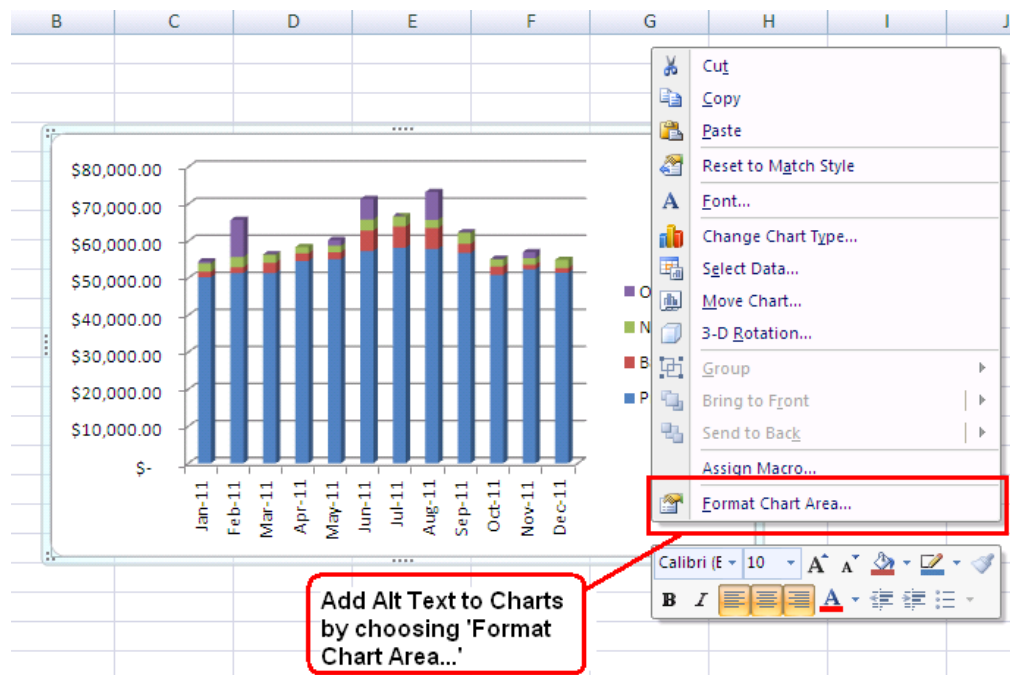 B C D E F G H I J
Cut
Copy
Paste
Reset to Match Style
Font...
Change Chart Type...
Select Data...
Move Chart...
3-D Rotation...
Group
Bring to Front
Send to Back
Assign Macro...
Format Chart Area...
$80,000.00
$70,000.00
$60,000.00
$50,000.00
$40,000.00
$30,000.00
$20,000.00
$10,000.00
$-
Jan-11
Feb-11
Mar-11
Apr-11
May-11
Jun-11
Jul-11
Aug-11
Sep-11
Oct-11
Nov-11
Dec-11
O
N
B
P
Calibri (E 10 A A
B I A
Add Alt Text to Charts
by choosing 'Format
Chart Area...'